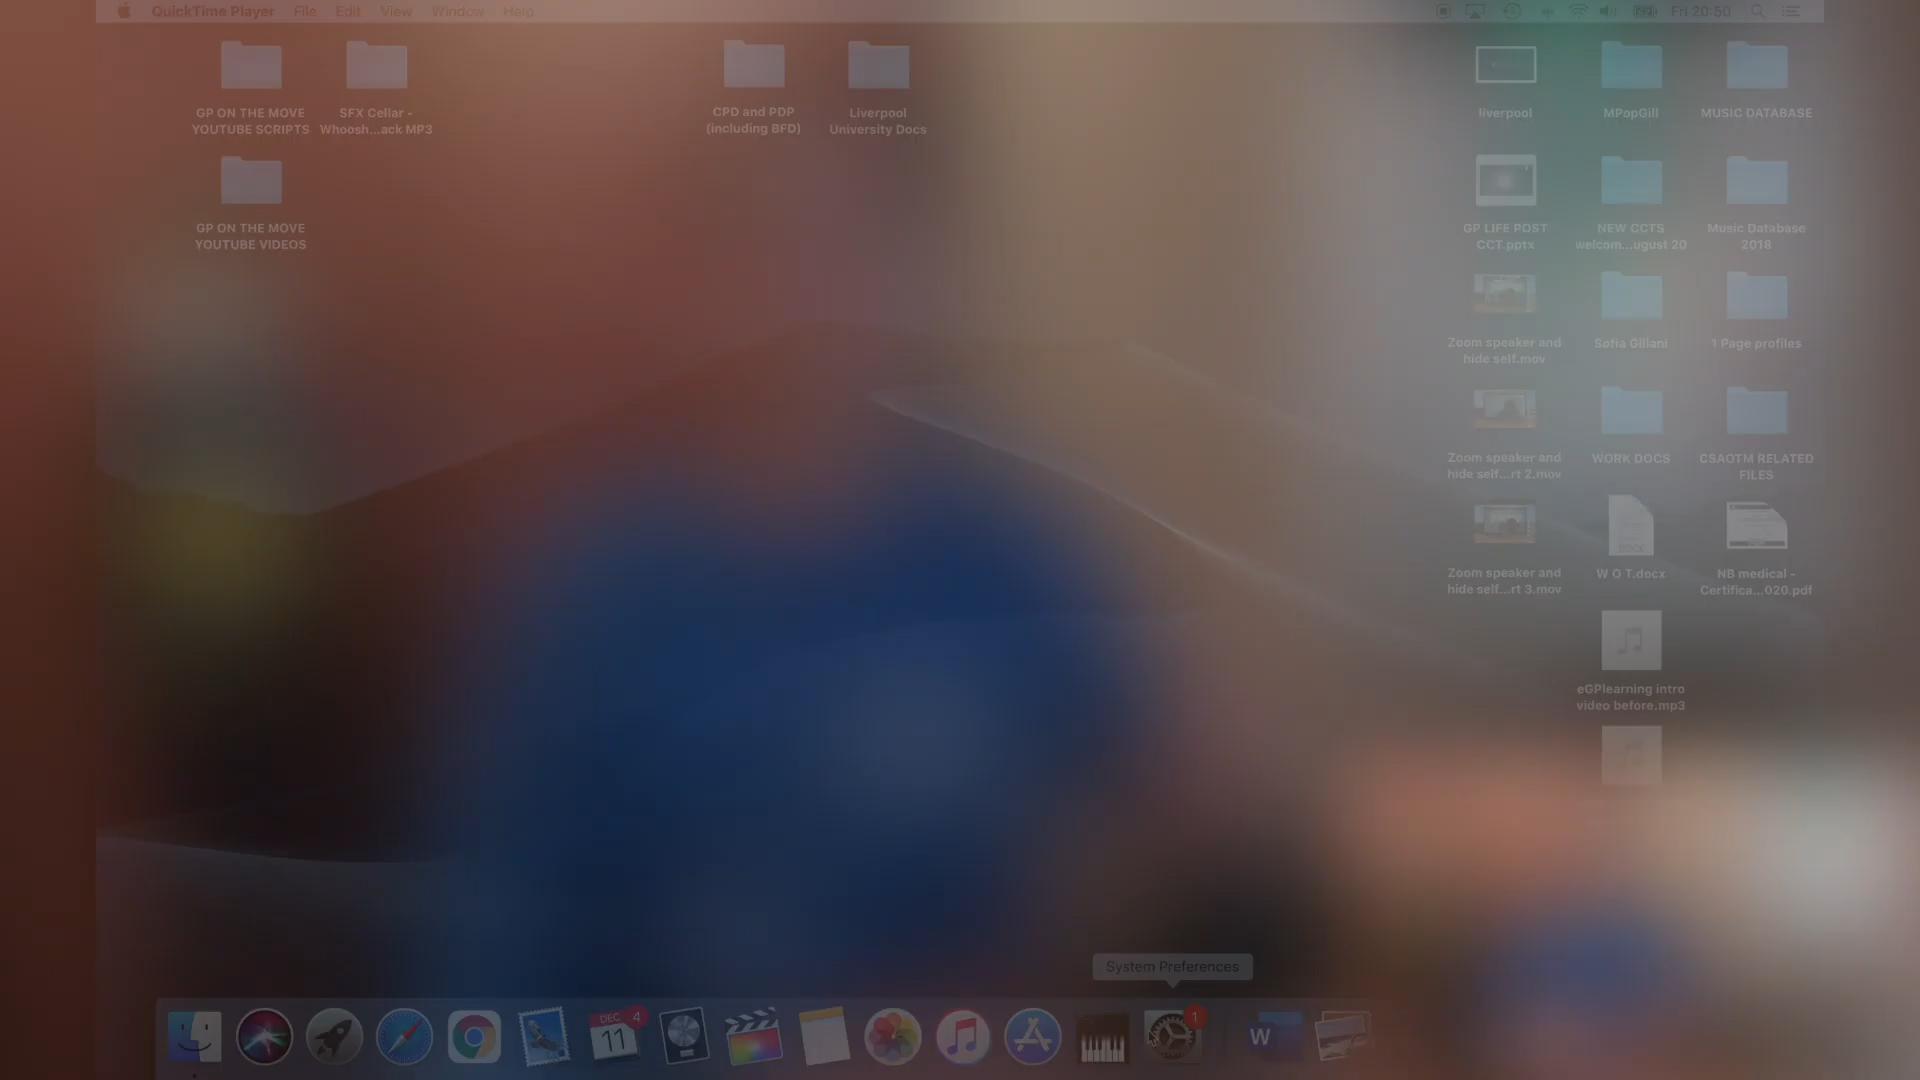 QuickTime Player File Edit View Window Help
Fri 20:50
GP ON THE MOVE
YOUTUBE SCRIPTS
SFX Cellar -
Whoosh...ack MP3
CPD and PDP
(including BFD)
Liverpool
University Docs
liverpool
MPopGill
MUSIC DATABASE
GP ON THE MOVE
YOUTUBE VIDEOS
GP LIFE POST
CCT.pptx
NEW CCTS
welcom...ugust 20
Music Database
2018
Zoom speaker and
hide self.mov
Sofia Gillani
1 Page profiles
Zoom speaker and
hide self...rt 2.mov
WORK DOCS
CSAOTM RELATED
FILES
Zoom speaker and
hide self...rt 3.mov
DOCX
W O T.docx
NB medical -
Certifica...020.pdf
eGPlearning intro
video before.mp3
System Preferences
DEC
11
4
1
W